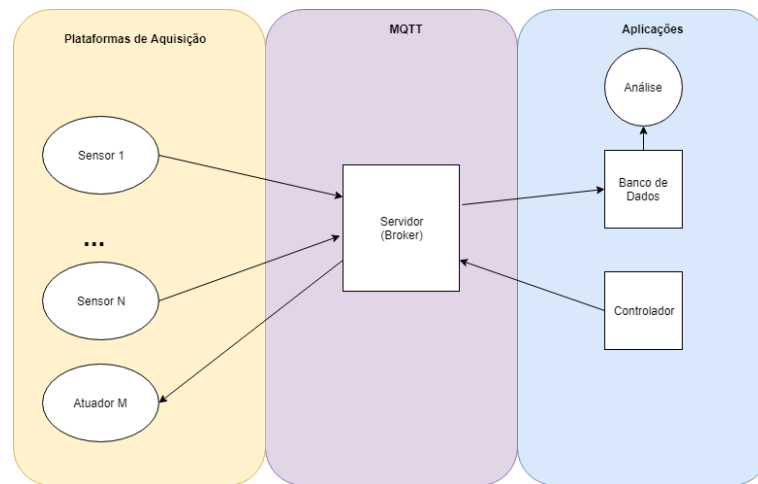 Plataformas de Aquisição
MQTT
Aplicações
Análise
Sensor 1
Banco de
Dados
Servidor
(Broker)
...
Sensor N
Controlador
Atuador M